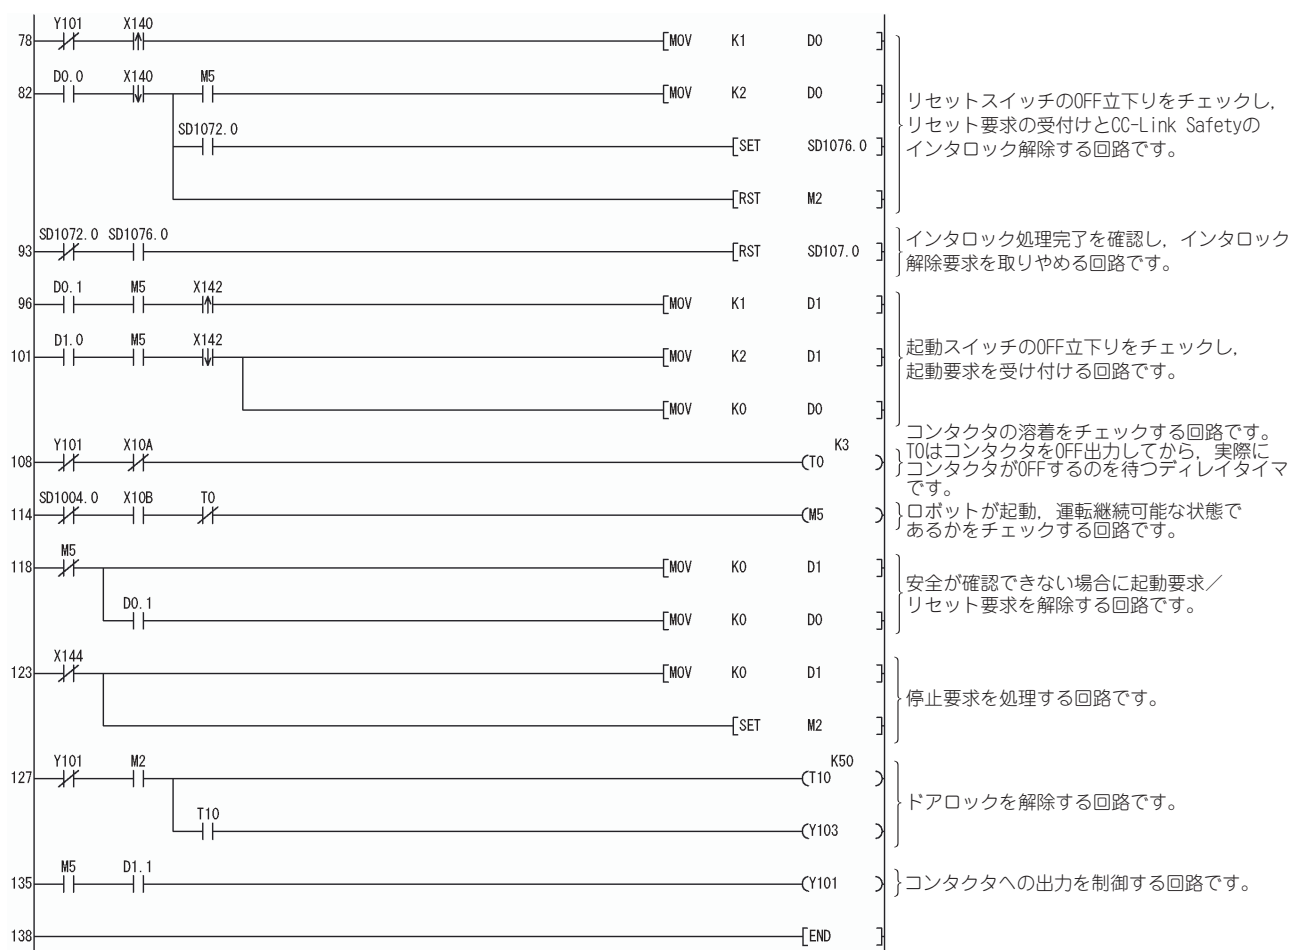 Y101 X140
78 [MOV K1 D0 ]
D0.0 X140 M5
82 [MOV K2 D0 ]
リセットスイッチのOFF立下りをチェックし,
リセット要求の受付けとCC-Link Safetyの
インタロック解除する回路です。
SD1072.0
[SET SD1076.0 ]
[RST M2 ]
SD1072.0 SD1076.0
93 [RST SD107.0 ]
インタロック処理完了を確認し, インタロック
解除要求を取りやめる回路です。
D0.1 M5 X142
96 [MOV K1 D1 ]
D1.0 M5 X142
101 [MOV K2 D1 ]
起動スイッチのOFF立下りをチェックし,
起動要求を受け付ける回路です。
[MOV K0 D0 ]
Y101 X10A K3
108 (T0 )
コンタクタの溶着をチェックする回路です。
T0はコンタクタをOFF出力してから, 実際に
コンタクタがOFFするのを待つディレイタイマ
です。
SD1004.0 X10B T0
114 (M5 )
ロボットが起動, 運転継続可能な状態で
あるかをチェックする回路です。
M5
118 [MOV K0 D1 ]
D0.1
[MOV K0 D0 ]
安全が確認できない場合に起動要求／
リセット要求を解除する回路です。
X144
123 [MOV K0 D1 ]
[SET M2 ]
停止要求を処理する回路です。
Y101 M2 K50
127 (T10 )
T10
(Y103 )
ドアロックを解除する回路です。
M5 D1.1
135 (Y101 )
コンタクタへの出力を制御する回路です。
138 [END ]